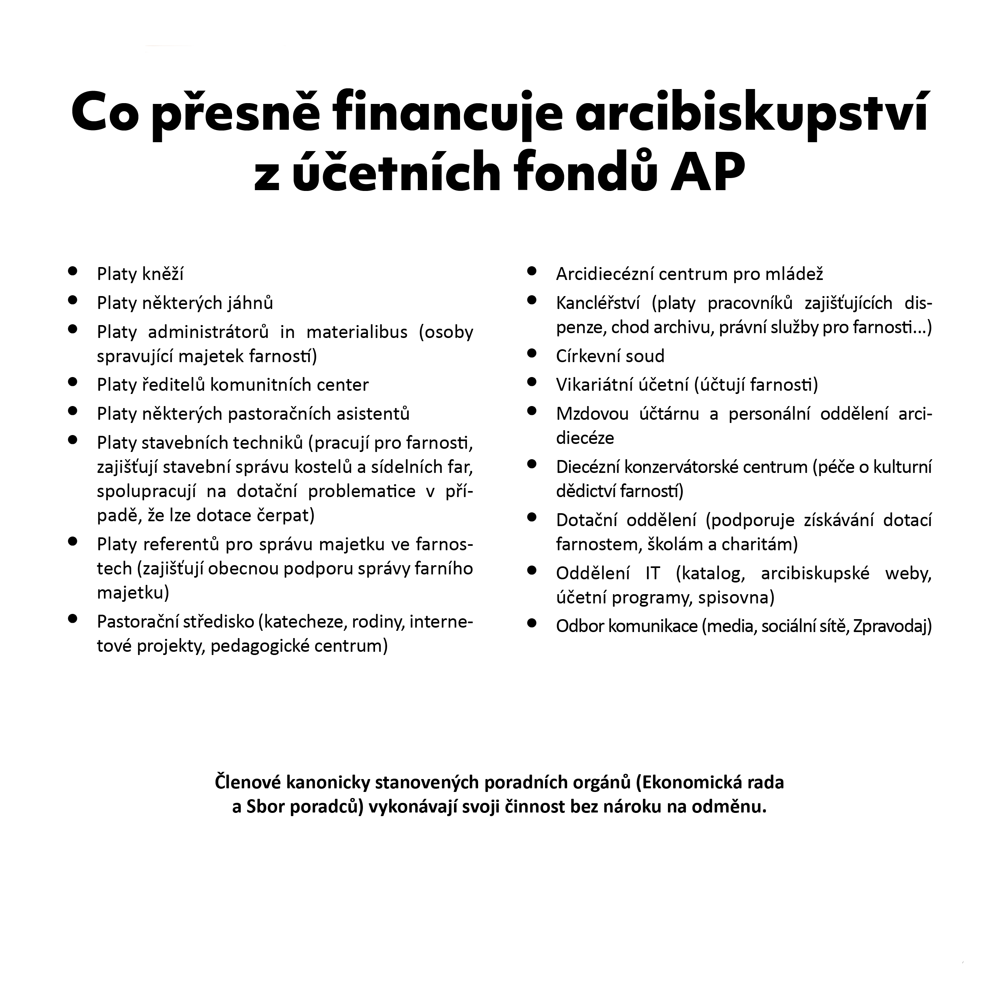 Co přesně financuje arcibiskupství
z účetních fondů AP
• Platy kněží
• Platy některých jáhnů
• Platy administrátorů in materialibus (osoby
spravující majetek farností)
• Platy ředitelů komunitních center
• Platy některých pastoračních asistentů
• Platy stavebních techniků (pracují pro farnosti,
zajišťují stavební správu kostelů a sídelních far,
spolupracují na dotační problematice v pří-
padě, že lze dotace čerpat)
• Platy referentů pro správu majetku ve farnos-
tech (zajišťují obecnou podporu správy farního
majetku)
• Pastorační středisko (katecheze, rodiny, interne-
tové projekty, pedagogické centrum)
• Arcidiecézní centrum pro mládež
• Kancléřství (platy pracovníků zajišťujících dis-
penze, chod archivu, právní služby pro farnosti...)
• Církevní soud
• Vikariátní účetní (účtují farnosti)
• Mzdovou účtárnu a personální oddělení arci-
diecéze
• Diecézní konzervátorské centrum (péče o kulturní
dědictví farností)
• Dotační oddělení (podporuje získávání dotací
farnostem, školám a charitám)
• Oddělení IT (katalog, arcibiskupské weby,
účetní programy, spisovna)
• Odbor komunikace (media, sociální sítě, Zpravodaj)
Členové kanonicky stanovených poradních orgánů (Ekonomická rada
a Sbor poradců) vykonávají svoji činnost bez nároku na odměnu.